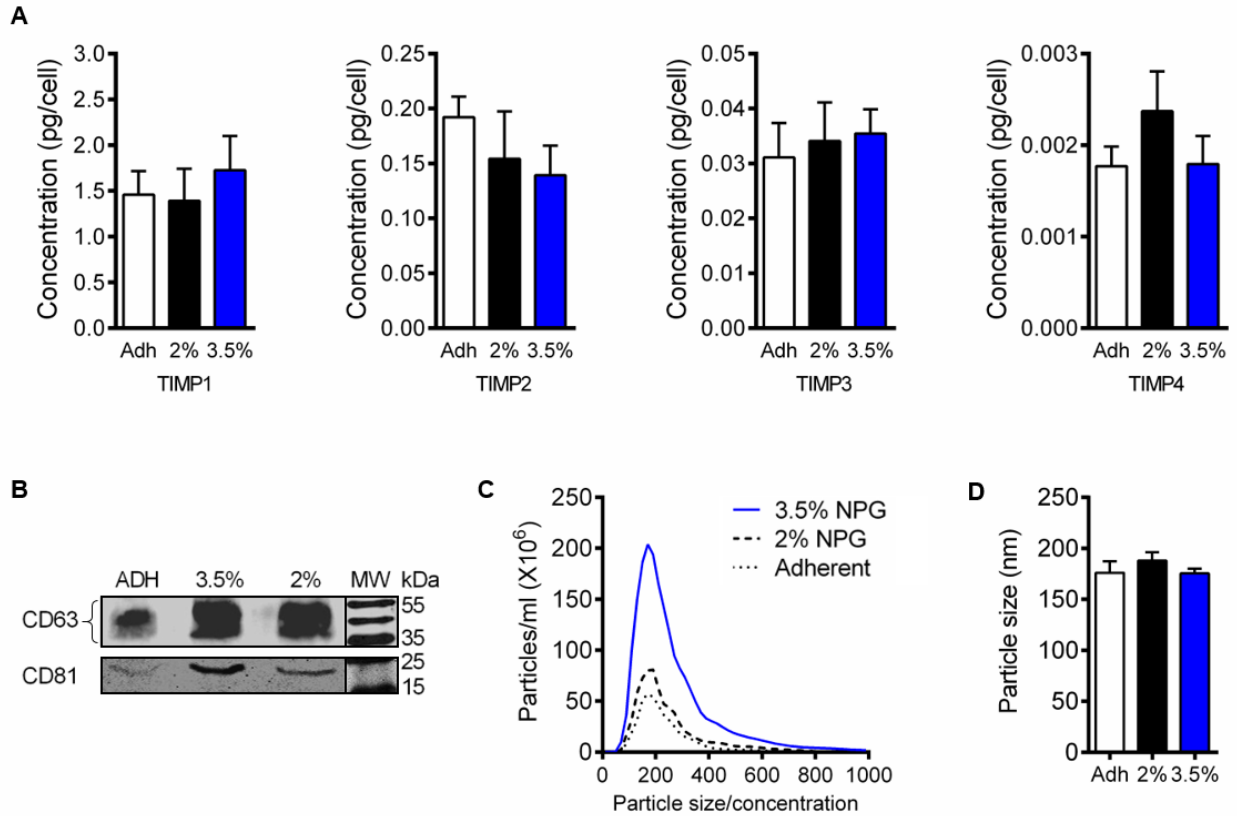 A
Concentration (pg/cell)
3.0
2.5
2.0
1.5
1.0
0.5
0.0
Adh 2% 3.5%
TIMP1
Concentration (pg/cell)
0.25
0.20
0.15
0.10
0.05
0.00
Adh 2% 3.5%
TIMP2
Concentration (pg/cell)
0.05
0.04
0.03
0.02
0.01
0.00
Adh 2% 3.5%
TIMP3
Concentration (pg/cell)
0.003
0.002
0.001
0.000
Adh 2% 3.5%
TIMP4
B
ADH 3.5% 2% MW kDa
CD63
55
35
CD81
25
15
C
Particles/ml (X10⁶)
250
200
150
100
50
0
0 200 400 600 800 1000
Particle size/concentration
3.5% NPG
2% NPG
Adherent
D
Particle size (nm)
250
200
150
100
50
0
Adh 2% 3.5%